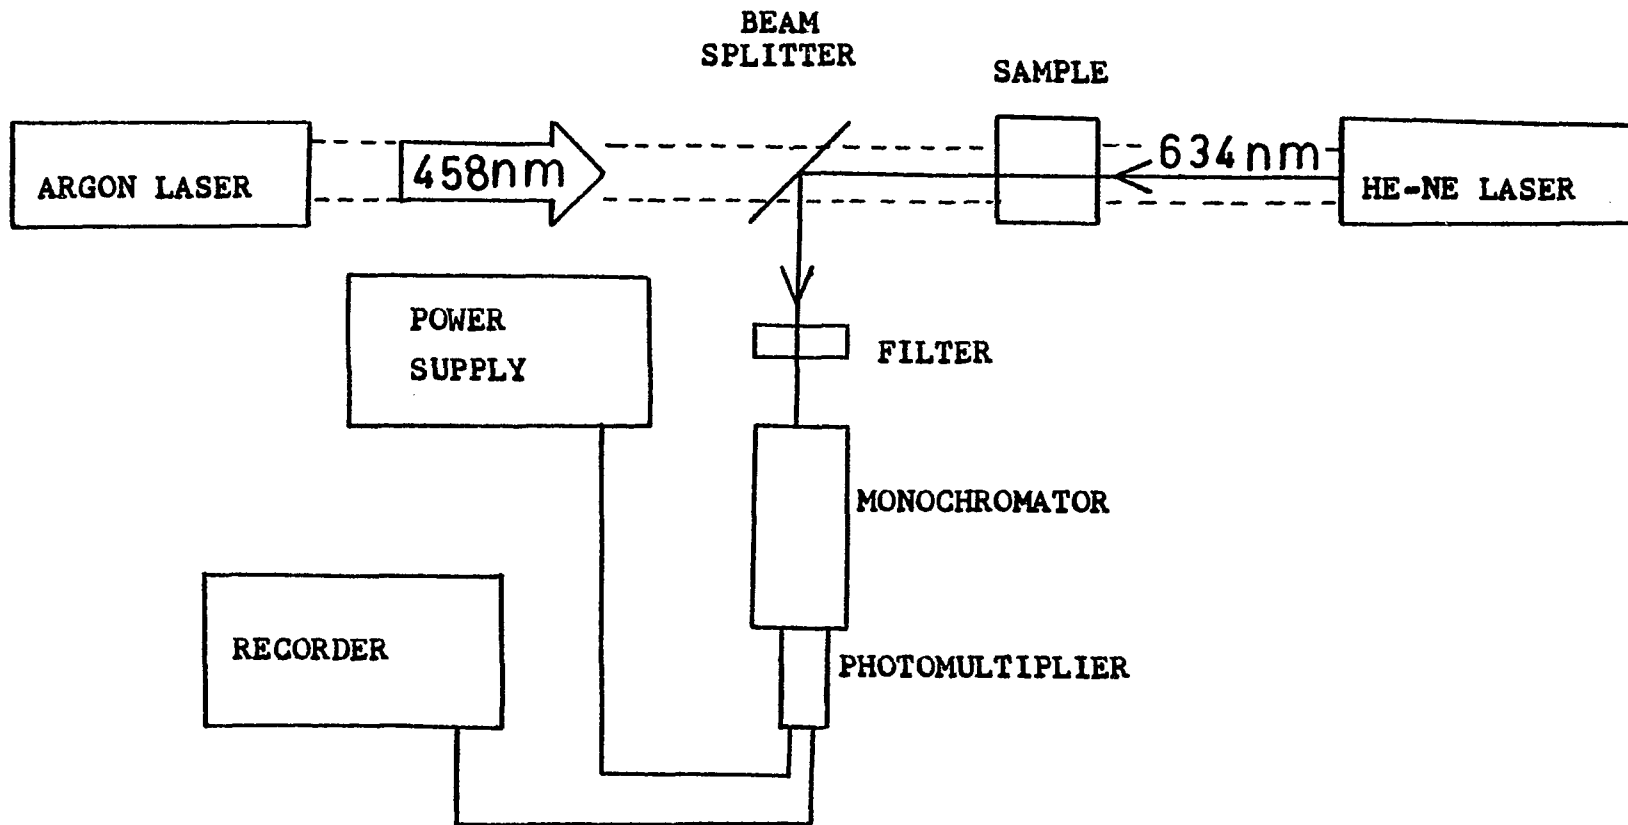 BEAM
SPLITTER
SAMPLE
ARGON LASER
458nm
634nm
HE-NE LASER
POWER
SUPPLY
FILTER
MONOCHROMATOR
RECORDER
PHOTOMULTIPLIER